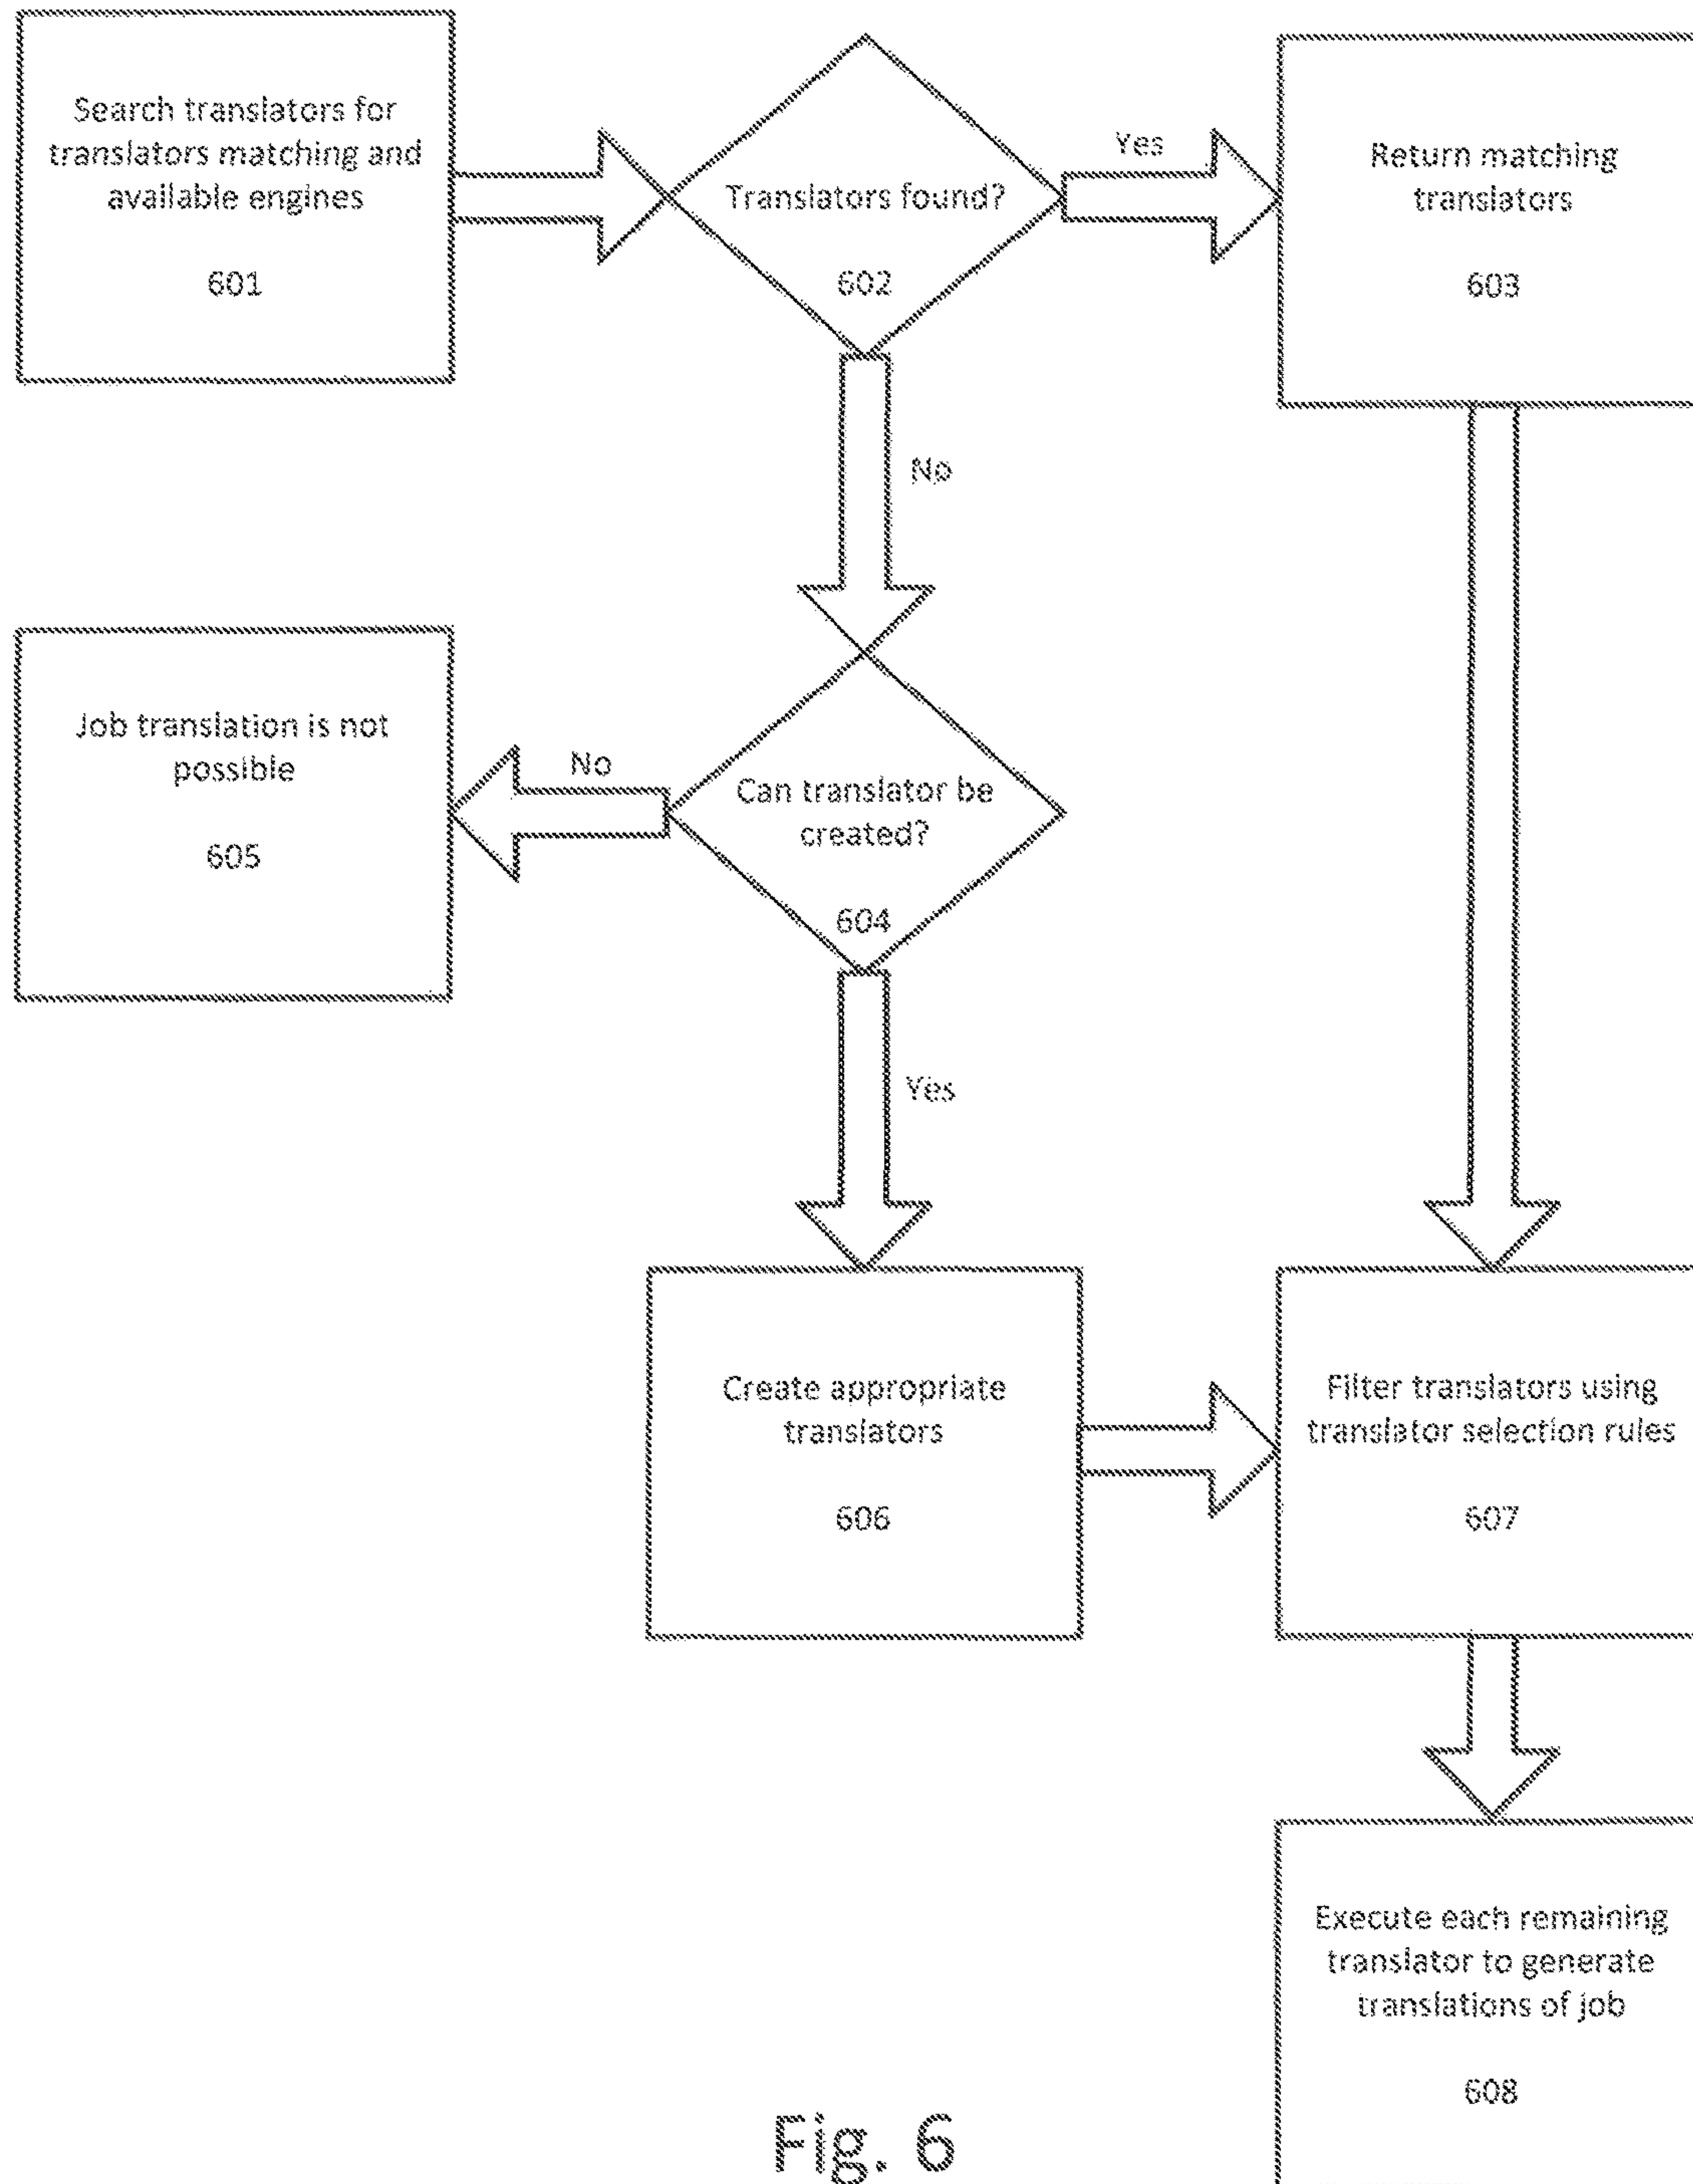 Search translators for
translators matching and
available engines
601
Translators found?
602
Yes
Return matching
translators
603
No
Job translation is not
possible
605
No
Can translator be
created?
604
Yes
Create appropriate
translators
606
Filter translators using
translator selection rules
607
Execute each remaining
translator to generate
translations of job
608
Fig. 6